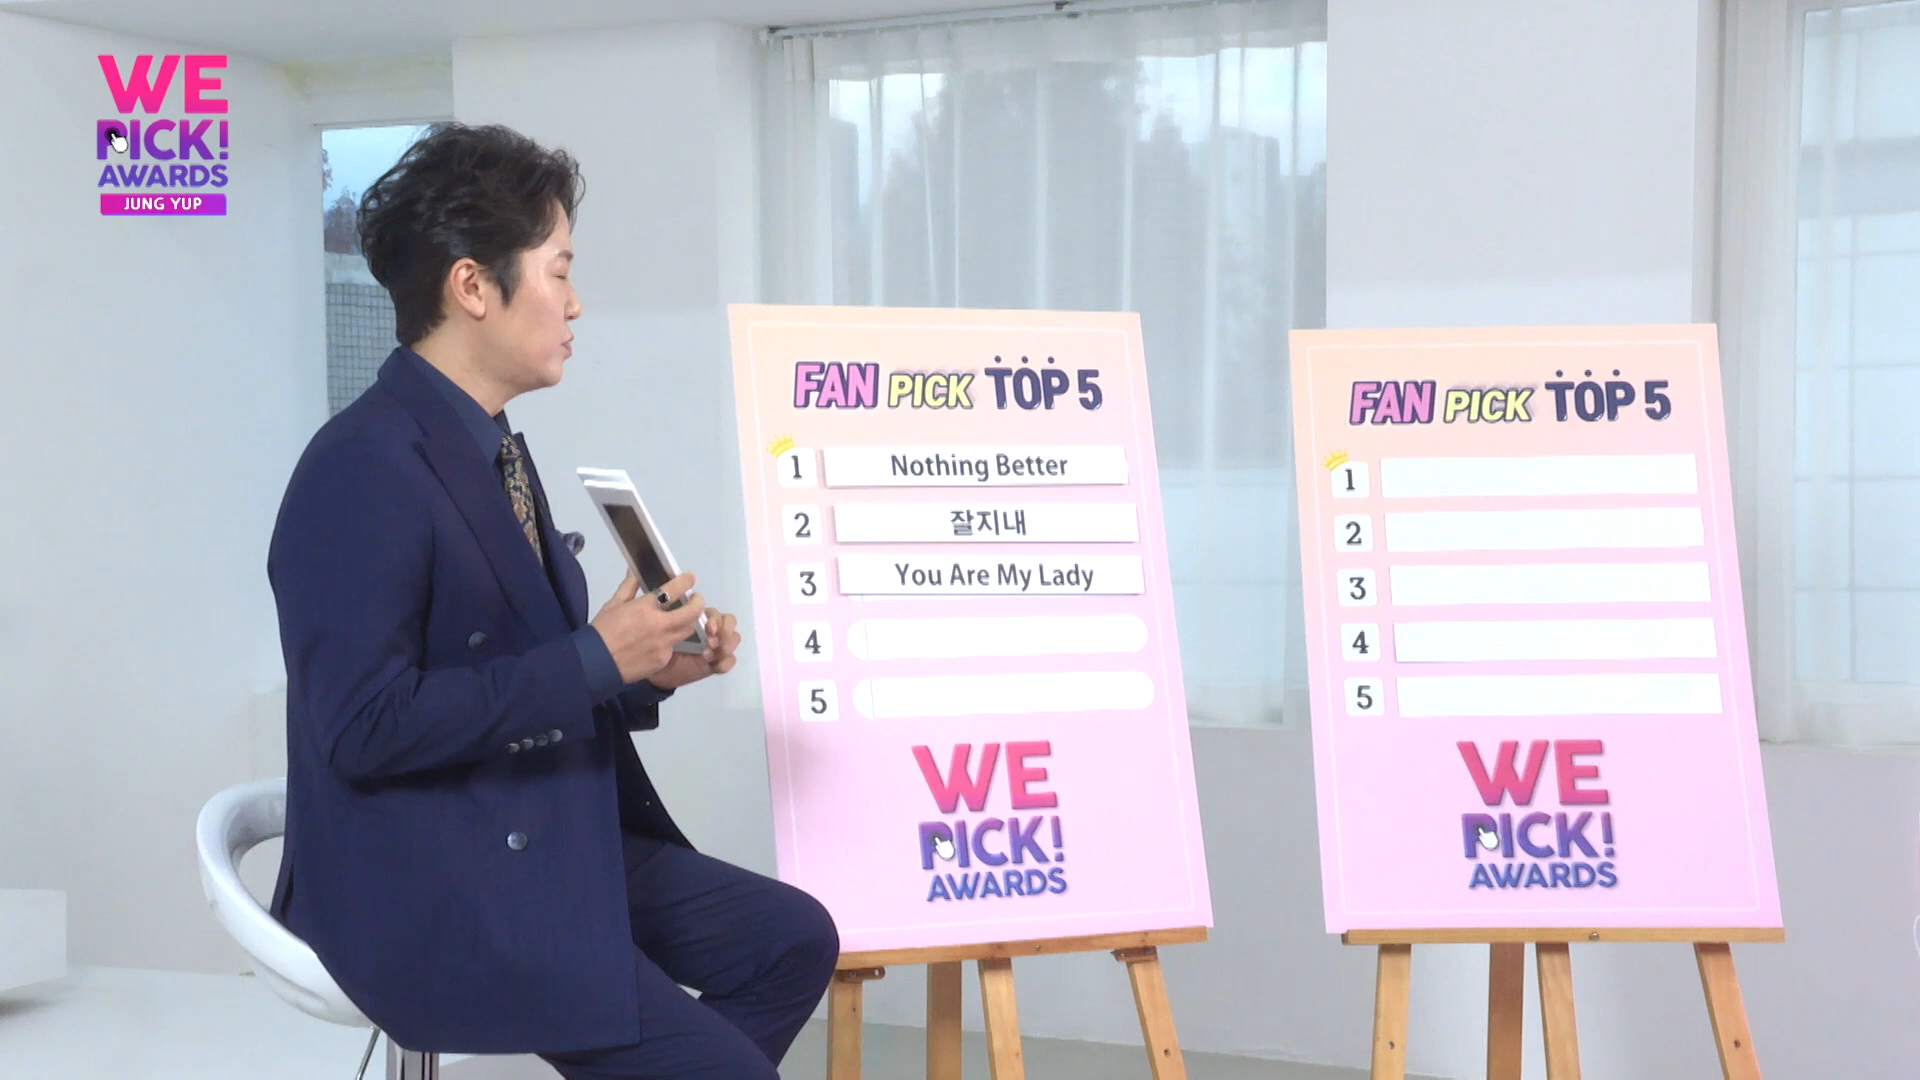 WE
PICK!
AWARDS
JUNG YUP
FAN PICK TOP 5
1 Nothing Better
2 잘지내
3 You Are My Lady
4
5
WE
PICK!
AWARDS
FAN PICK TOP 5
1
2
3
4
5
WE
PICK!
AWARDS